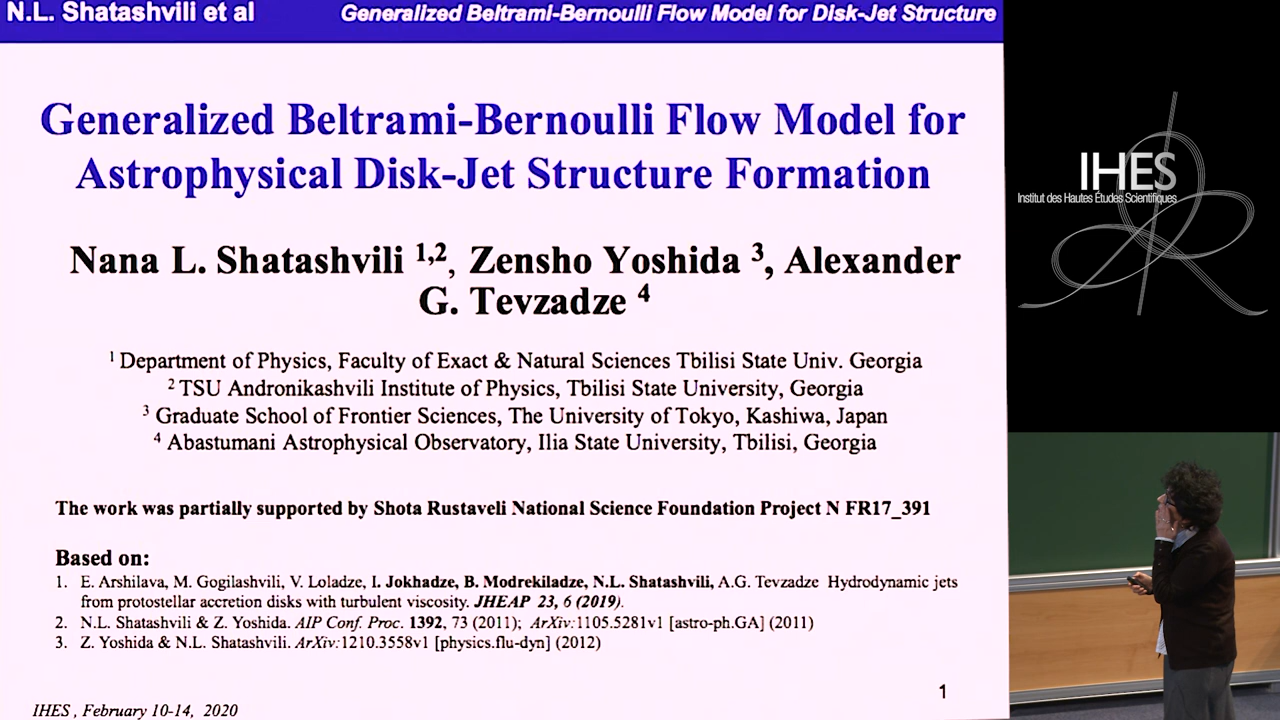 N.L. Shatashvili et al Generalized Beltrami-Bernoulli Flow Model for Disk-Jet Structure
Generalized Beltrami-Bernoulli Flow Model for
Astrophysical Disk-Jet Structure Formation
Nana L. Shatashvili 1,2, Zensho Yoshida 3, Alexander
G. Tevzadze 4
1 Department of Physics, Faculty of Exact & Natural Sciences Tbilisi State Univ. Georgia
2 TSU Andronikashvili Institute of Physics, Tbilisi State University, Georgia
3 Graduate School of Frontier Sciences, The University of Tokyo, Kashiwa, Japan
4 Abastumani Astrophysical Observatory, Ilia State University, Tbilisi, Georgia
The work was partially supported by Shota Rustaveli National Science Foundation Project N FR17_391
Based on:
1. E. Arshilava, M. Gogilashvili, V. Loladze, I. Jokhadze, B. Modrekiladze, N.L. Shatashvili, A.G. Tevzadze Hydrodynamic jets
from protostellar accretion disks with turbulent viscosity. JHEAP 23, 6 (2019).
2. N.L. Shatashvili & Z. Yoshida. AIP Conf. Proc. 1392, 73 (2011); ArXiv:1105.5281v1 [astro-ph.GA] (2011)
3. Z. Yoshida & N.L. Shatashvili. ArXiv:1210.3558v1 [physics.flu-dyn] (2012)
1
IHES , February 10-14, 2020
IHES
Institut des Hautes Études Scientifiques